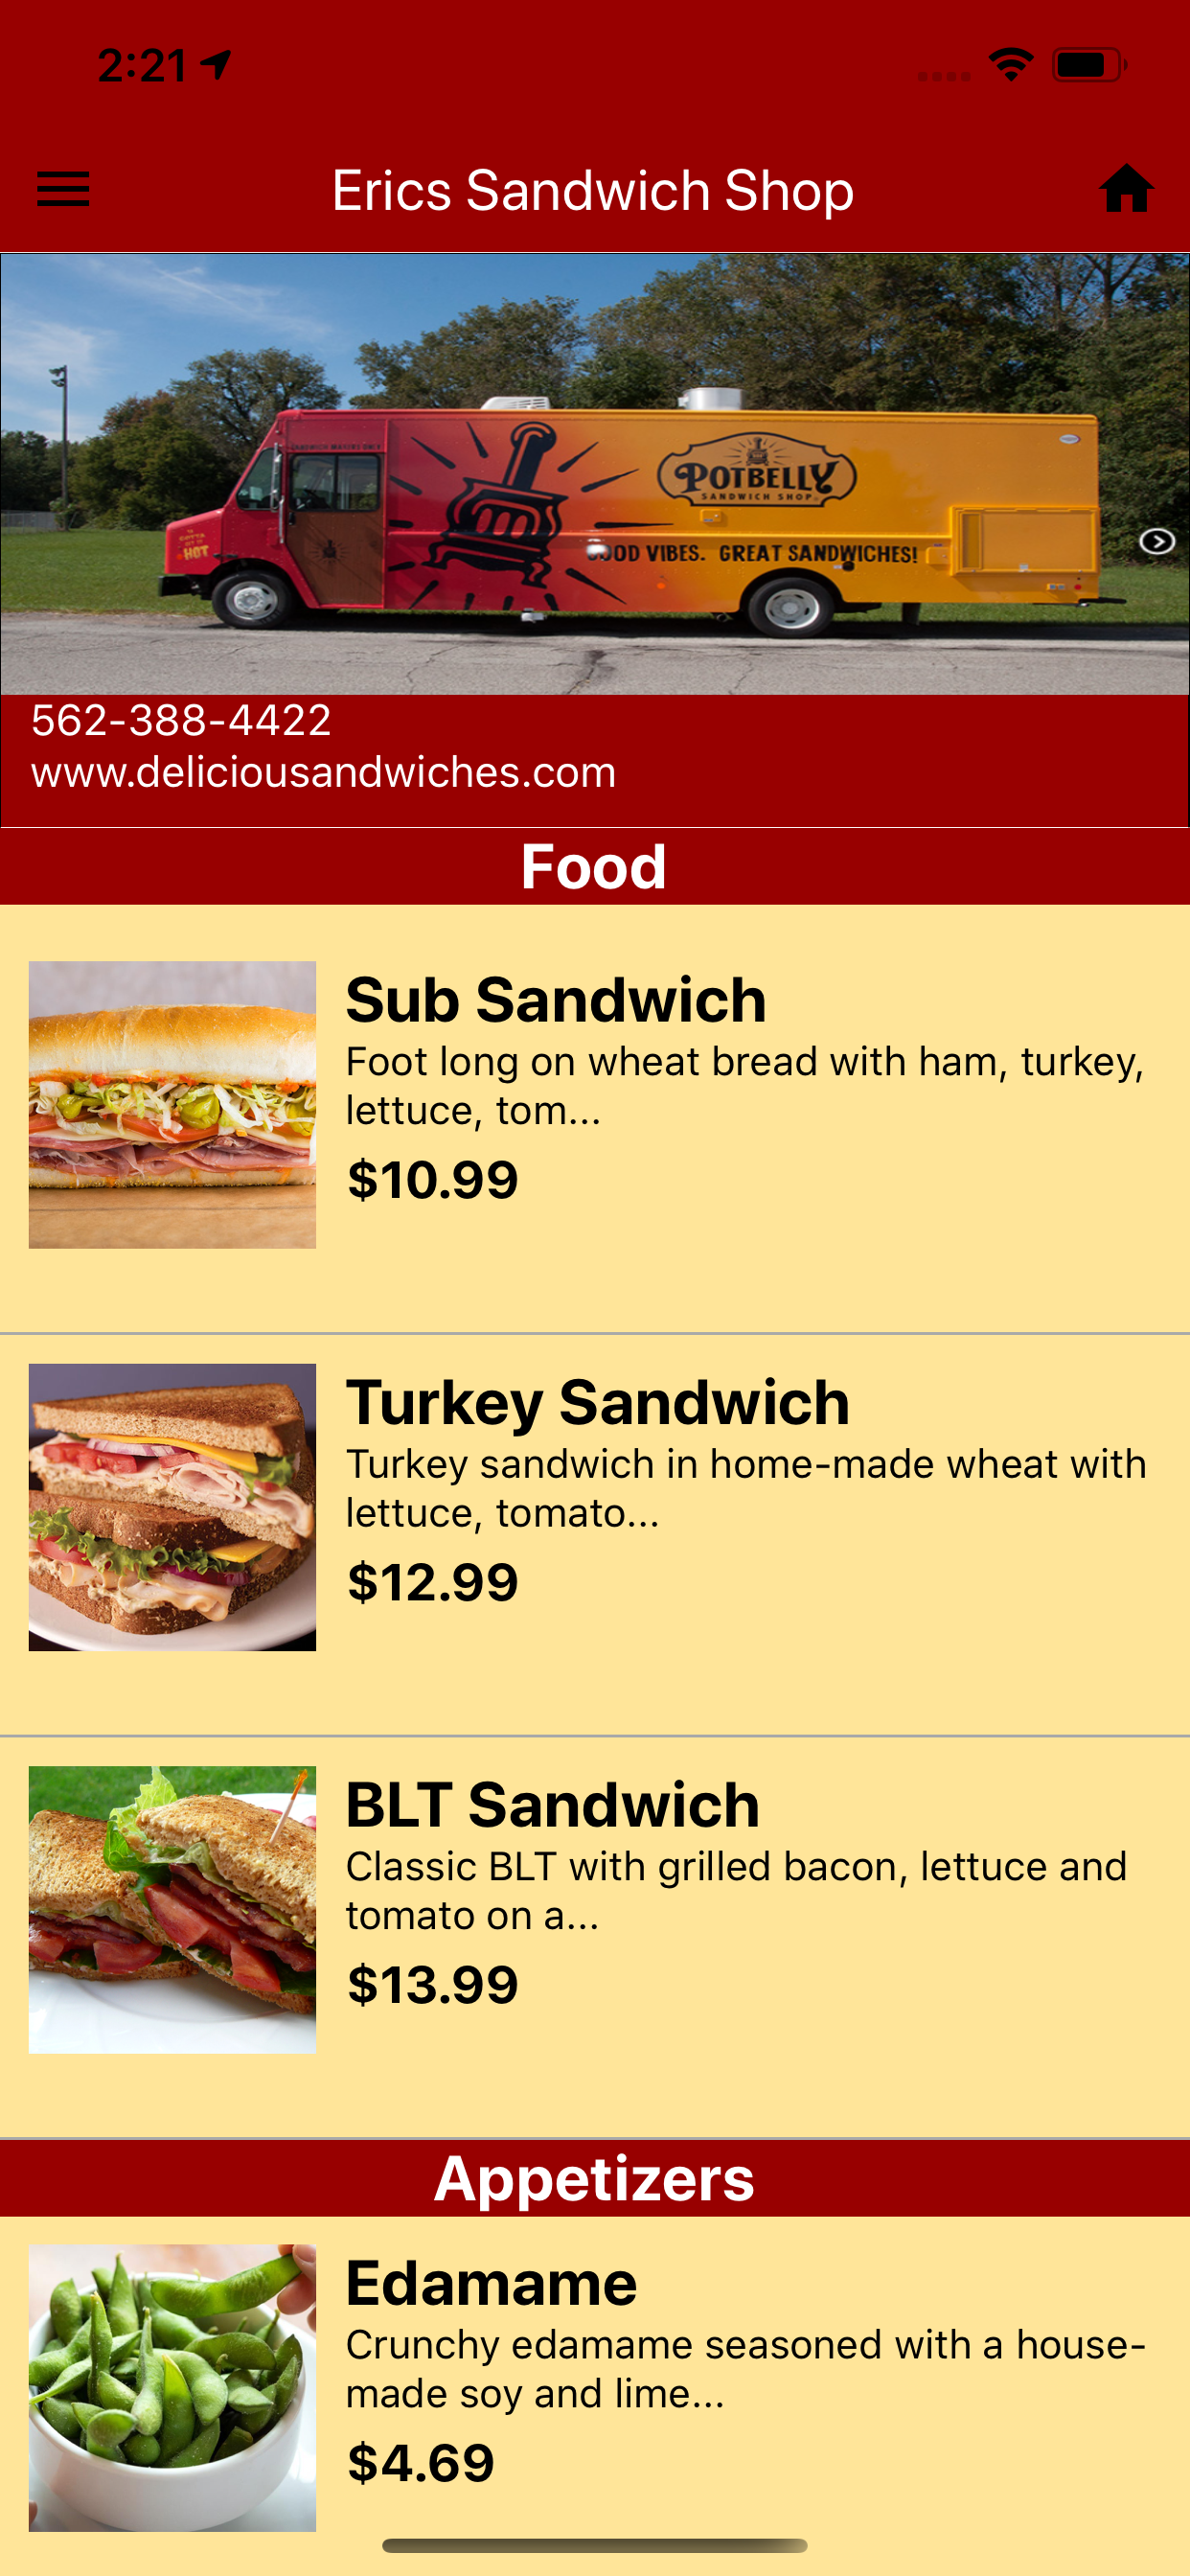 2:21
Erics Sandwich Shop
POTBELLY
SANDWICH SHOP
HOT
OOD VIBES. GREAT SANDWICHES!
562-388-4422
www.deliciousandwiches.com
Food
Sub Sandwich
Foot long on wheat bread with ham, turkey,
lettuce, tom...
$10.99
Turkey Sandwich
Turkey sandwich in home-made wheat with
lettuce, tomato...
$12.99
BLT Sandwich
Classic BLT with grilled bacon, lettuce and
tomato on a...
$13.99
Appetizers
Edamame
Crunchy edamame seasoned with a house-
made soy and lime...
$4.69